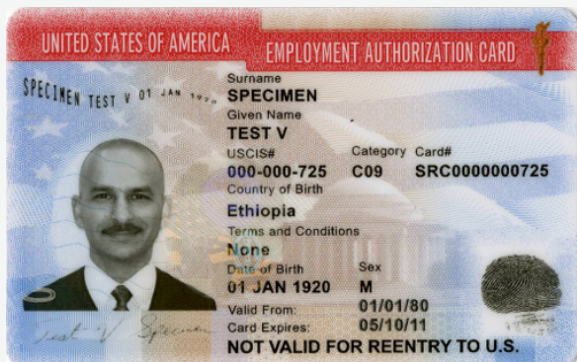 UNITED STATES OF AMERICA
EMPLOYMENT AUTHORIZATION CARD
SPECIMEN TEST V 01 JAN
Surname
SPECIMEN
Given Name
TEST V
USCIS# Category Card#
000-000-725 C09 SRC0000000725
Country of Birth
Ethiopia
Terms and Conditions
None
Date of Birth Sex
01 JAN 1920 M
Valid From: 01/01/80
Card Expires: 05/10/11
NOT VALID FOR REENTRY TO U.S.
Test V Specimen